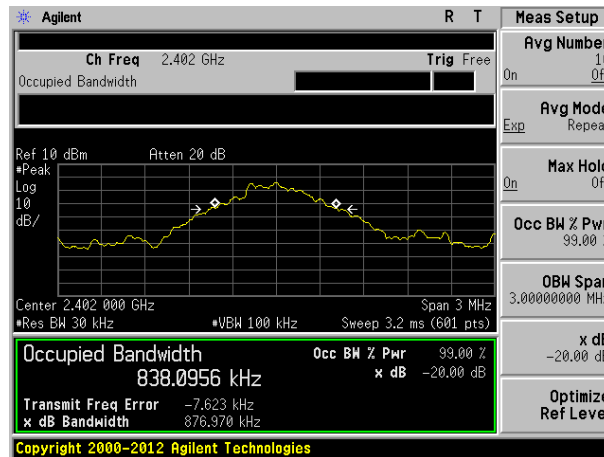 Agilent R T Meas Setup
Ch Freq 2.402 GHz Trig Free
Occupied Bandwidth
Ref 10 dBm Atten 20 dB
#Peak
Log
10
dB/
Center 2.402 000 GHz Span 3 MHz
#Res BW 30 kHz #VBW 100 kHz Sweep 3.2 ms (601 pts)
Occupied Bandwidth Occ BW % Pwr 99.00 %
838.0956 kHz x dB -20.00 dB
Transmit Freq Error -7.623 kHz
x dB Bandwidth 876.970 kHz
Copyright 2000-2012 Agilent Technologies
Avg Number
On
Avg Mode
Exp Repea
Max Hold
On Of
Occ BW % Pwr
99.00
OBW Span
3.00000000 MH
x dB
-20.00 dB
Optimize
Ref Level